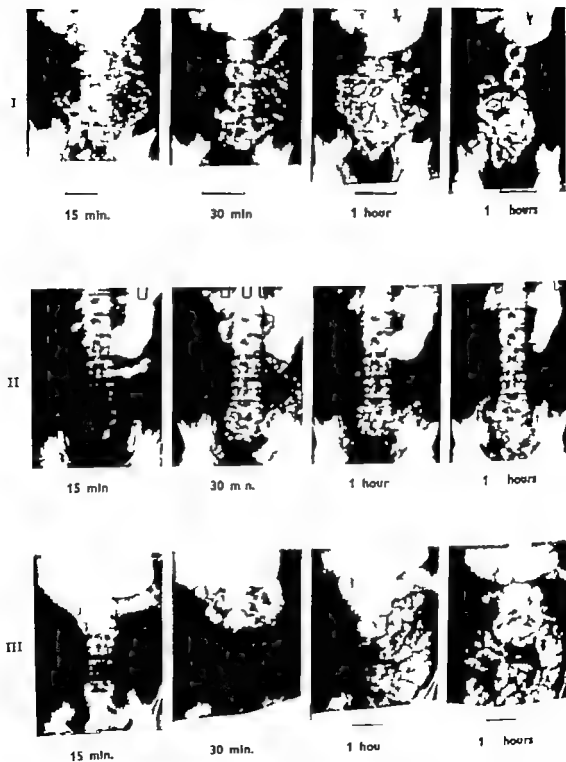 I
15 min.
30 min
1 hour
1 hours
II
15 min
30 m n.
1 hour
1 hours
III
15 min.
30 min.
1 hou
1 hours